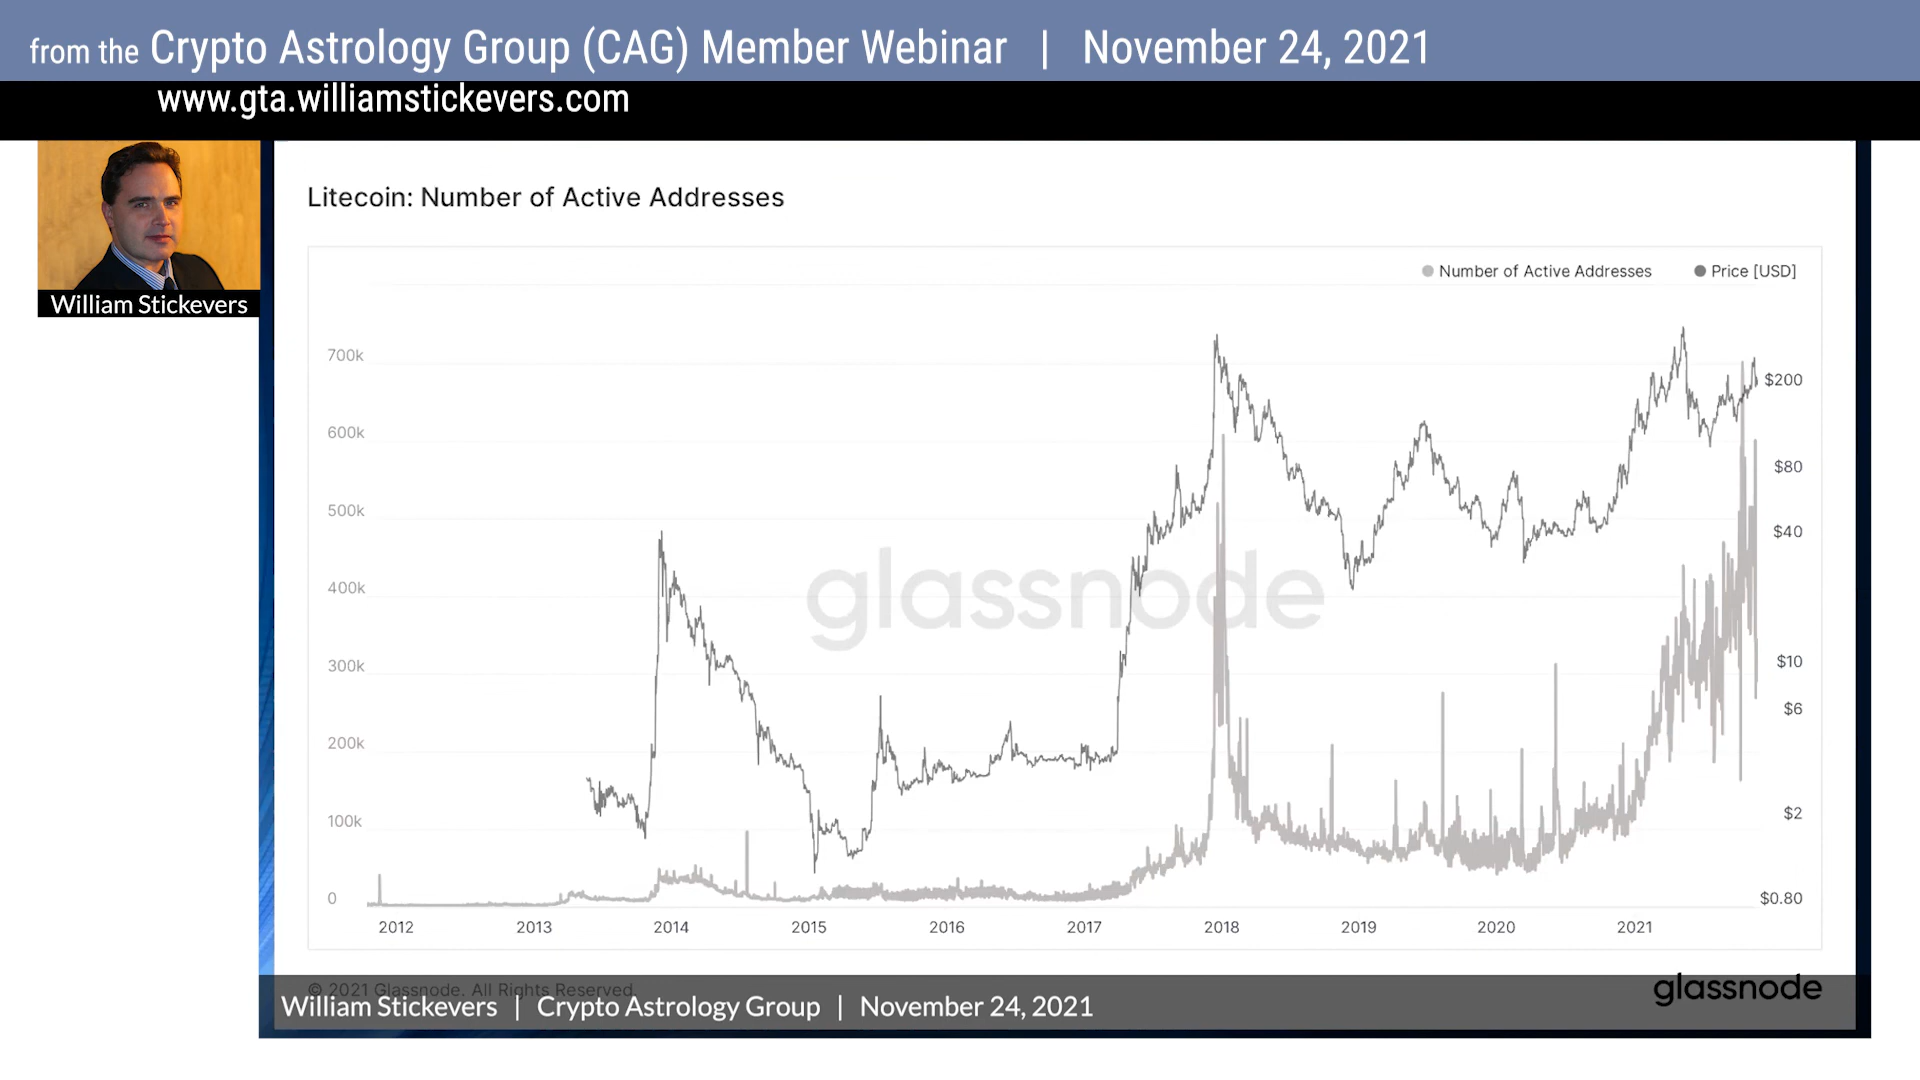 from the Crypto Astrology Group (CAG) Member Webinar | November 24, 2021
www.gta.williamstickevers.com
William Stickevers
Litecoin: Number of Active Addresses
Number of Active Addresses Price [USD]
700k
600k
500k
400k
300k
200k
100k
0
$200
$80
$40
$10
$6
$2
$0.80
glassnode
2012 2013 2014 2015 2016 2017 2018 2019 2020 2021
© 2021 Glassnode. All Rights Reserved.
glassnode
William Stickevers | Crypto Astrology Group | November 24, 2021